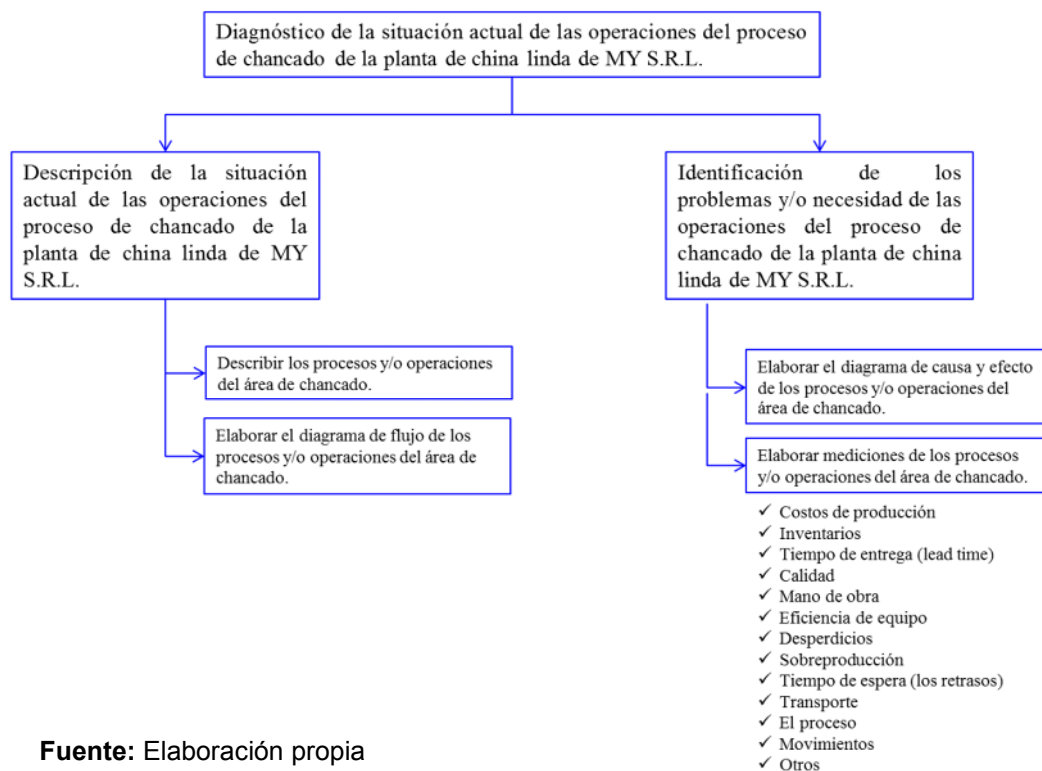 Diagnóstico de la situación actual de las operaciones del proceso
de chancado de la planta de china linda de MY S.R.L.
Descripción de la situación
actual de las operaciones del
proceso de chancado de la
planta de china linda de MY
S.R.L.
Describir los procesos y/o operaciones
del área de chancado.
Elaborar el diagrama de flujo de los
procesos y/o operaciones del área de
chancado.
Identificación de los
problemas y/o necesidad de las
operaciones del proceso de
chancado de la planta de china
linda de MY S.R.L.
Elaborar el diagrama de causa y efecto
de los procesos y/o operaciones del
área de chancado.
Elaborar mediciones de los procesos
y/o operaciones del área de chancado.
✓ Costos de producción
✓ Inventarios
✓ Tiempo de entrega (lead time)
✓ Calidad
✓ Mano de obra
✓ Eficiencia de equipo
✓ Desperdicios
✓ Sobreproducción
✓ Tiempo de espera (los retrasos)
✓ Transporte
✓ El proceso
✓ Movimientos
✓ Otros
Fuente: Elaboración propia